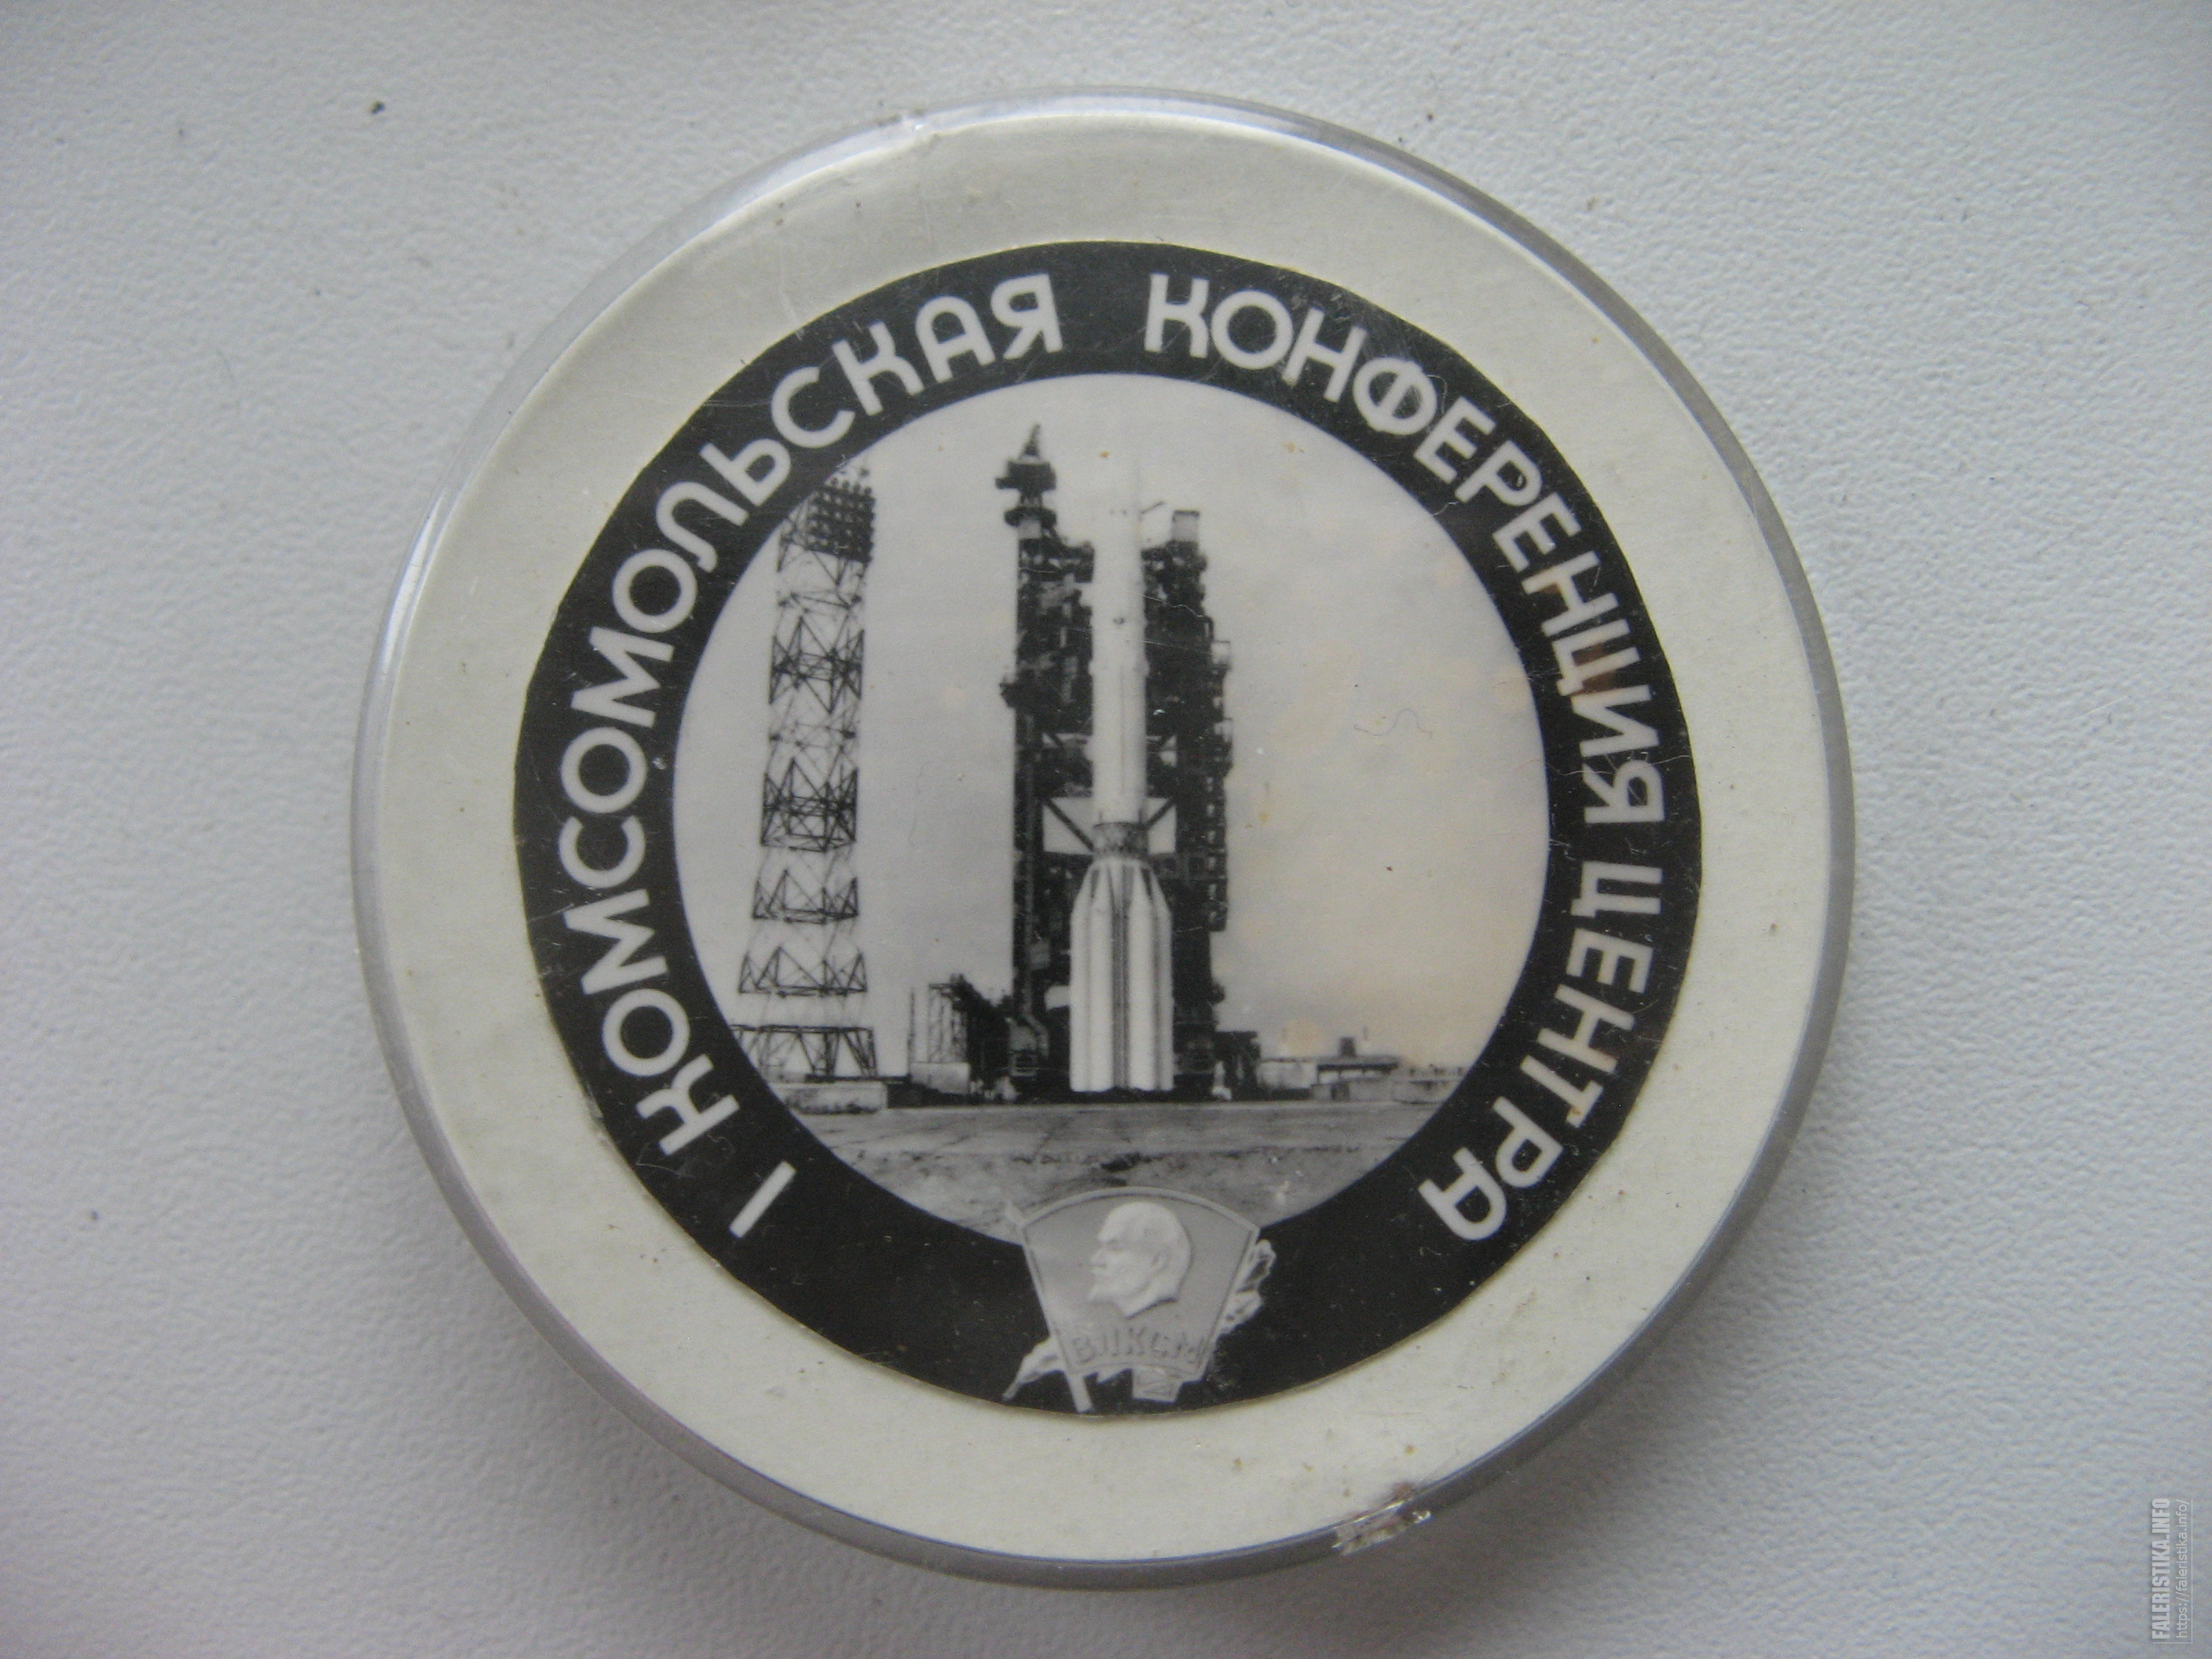 I КОМСОМОЛЬСКАЯ КОНФЕРЕНЦИЯ ЦЕНТРА
ВЛКСМ
FALERISTIKA.INFO
https://faleristika.info/